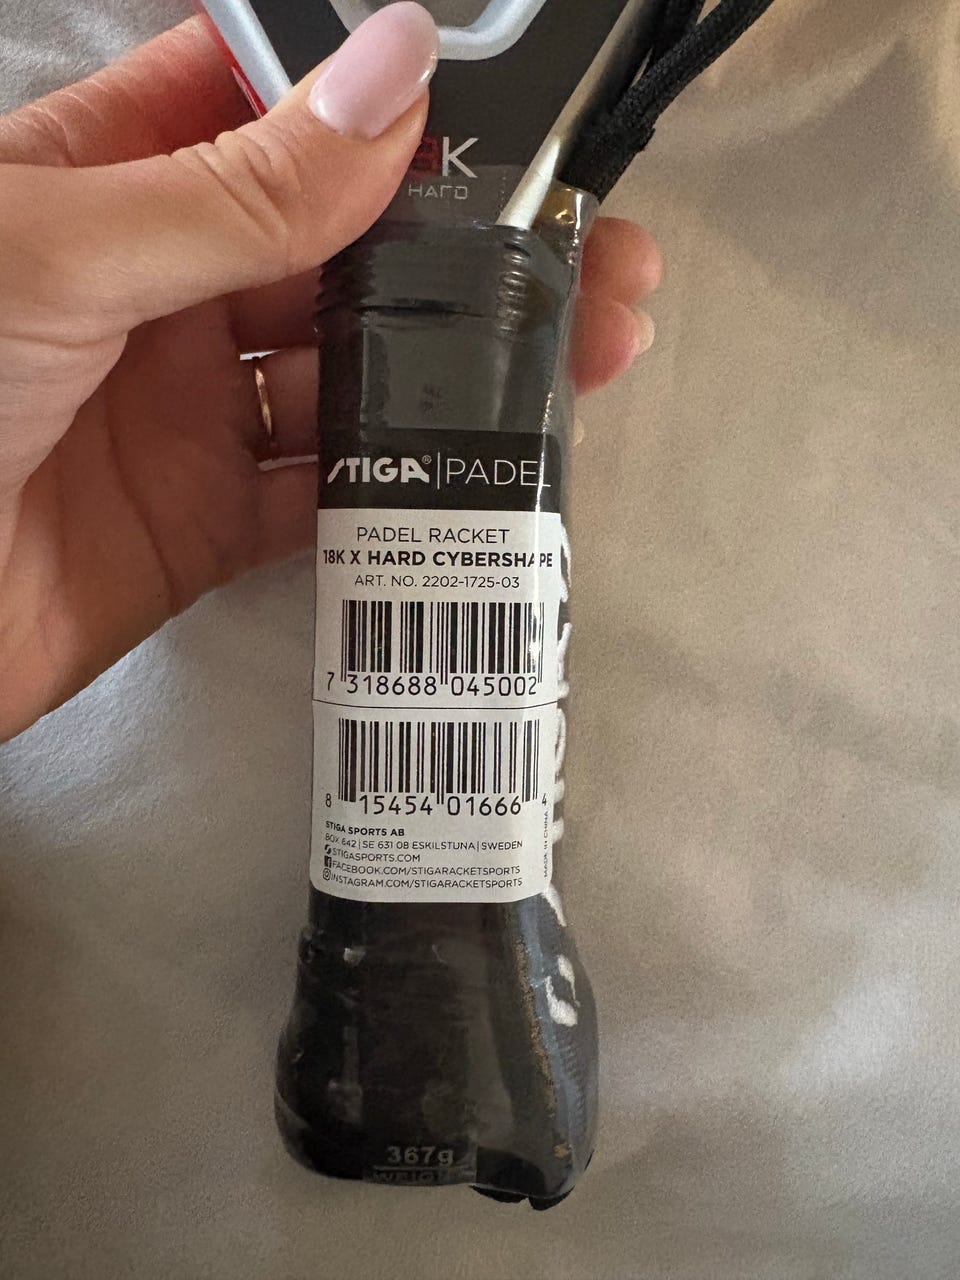 K
HARD
STIGA® | PADEL
PADEL RACKET
18K X HARD CYBERSHAPE
ART. NO. 2202-1725-03
7 318688 045002
8 15454 01666 4
STIGA SPORTS AB
BOX 642 | SE 631 08 ESKILSTUNA | SWEDEN
STIGASPORTS.COM
FACEBOOK.COM/STIGARACKETSPORTS
INSTAGRAM.COM/STIGARACKETSPORTS
MADE IN CHINA
367g
WEIGHT